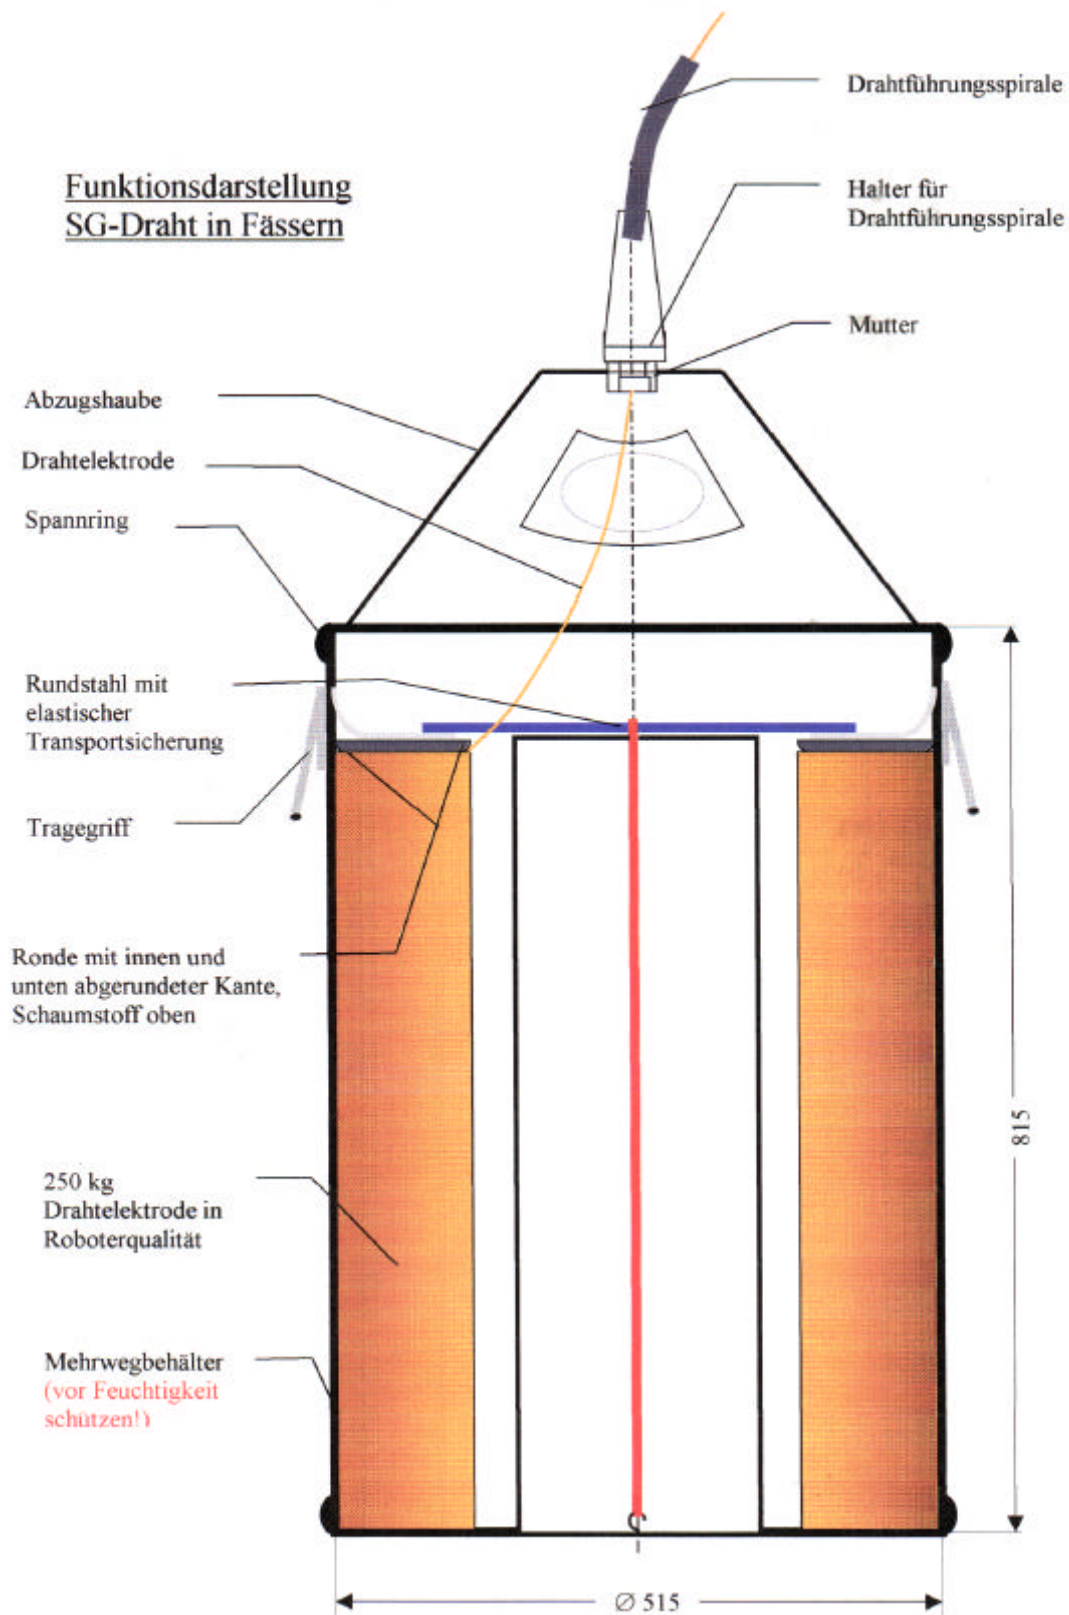 Drahtführungsspirale
Funktionsdarstellung
SG-Draht in Fässern
Halter für
Drahtführungsspirale
Mutter
Abzugshaube
Drahtelektrode
Spannring
Rundstahl mit
elastischer
Transportsicherung
Tragegriff
Ronde mit innen und
unten abgerundeter Kante,
Schaumstoff oben
815
250 kg
Drahtelektrode in
Roboterqualität
Mehrwegbehälter
(vor Feuchtigkeit
schützen!)
Ø 515